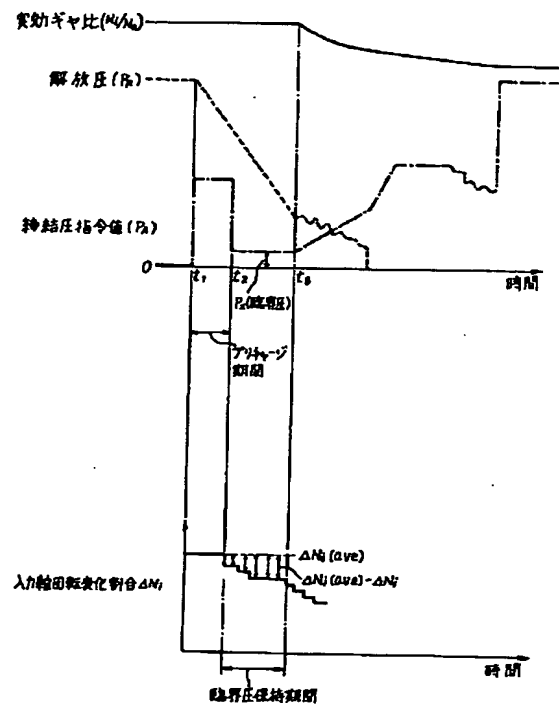 実効ギヤ比(Ni/No)
解放圧(PR)
締結圧指令値(PA)
0
t1
t2
t3
時間
PC(臨界圧)
プリチャージ
期間
ΔNi(ave)
ΔNi(ave)-ΔNi
入力軸回転変化割合ΔNi
時間
臨界圧保持期間